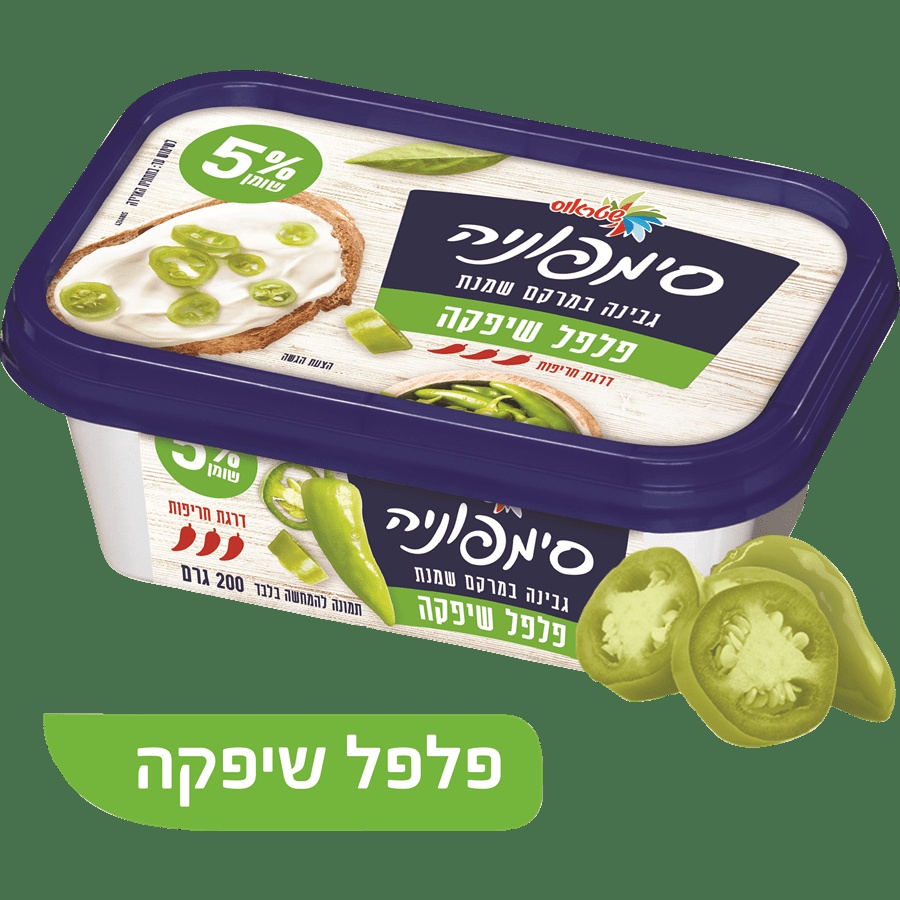 5%
שומן
שטראוס
סימפוניה
גבינה במרקם שמנת
פלפל שיפקה
דרגת חריפות
הצעת הגשה
5%
שומן
דרגת חריפות
200 גרם
סימפוניה
גבינה במרקם שמנת
פלפל שיפקה
תמונה להמחשה בלבד
פלפל שיפקה